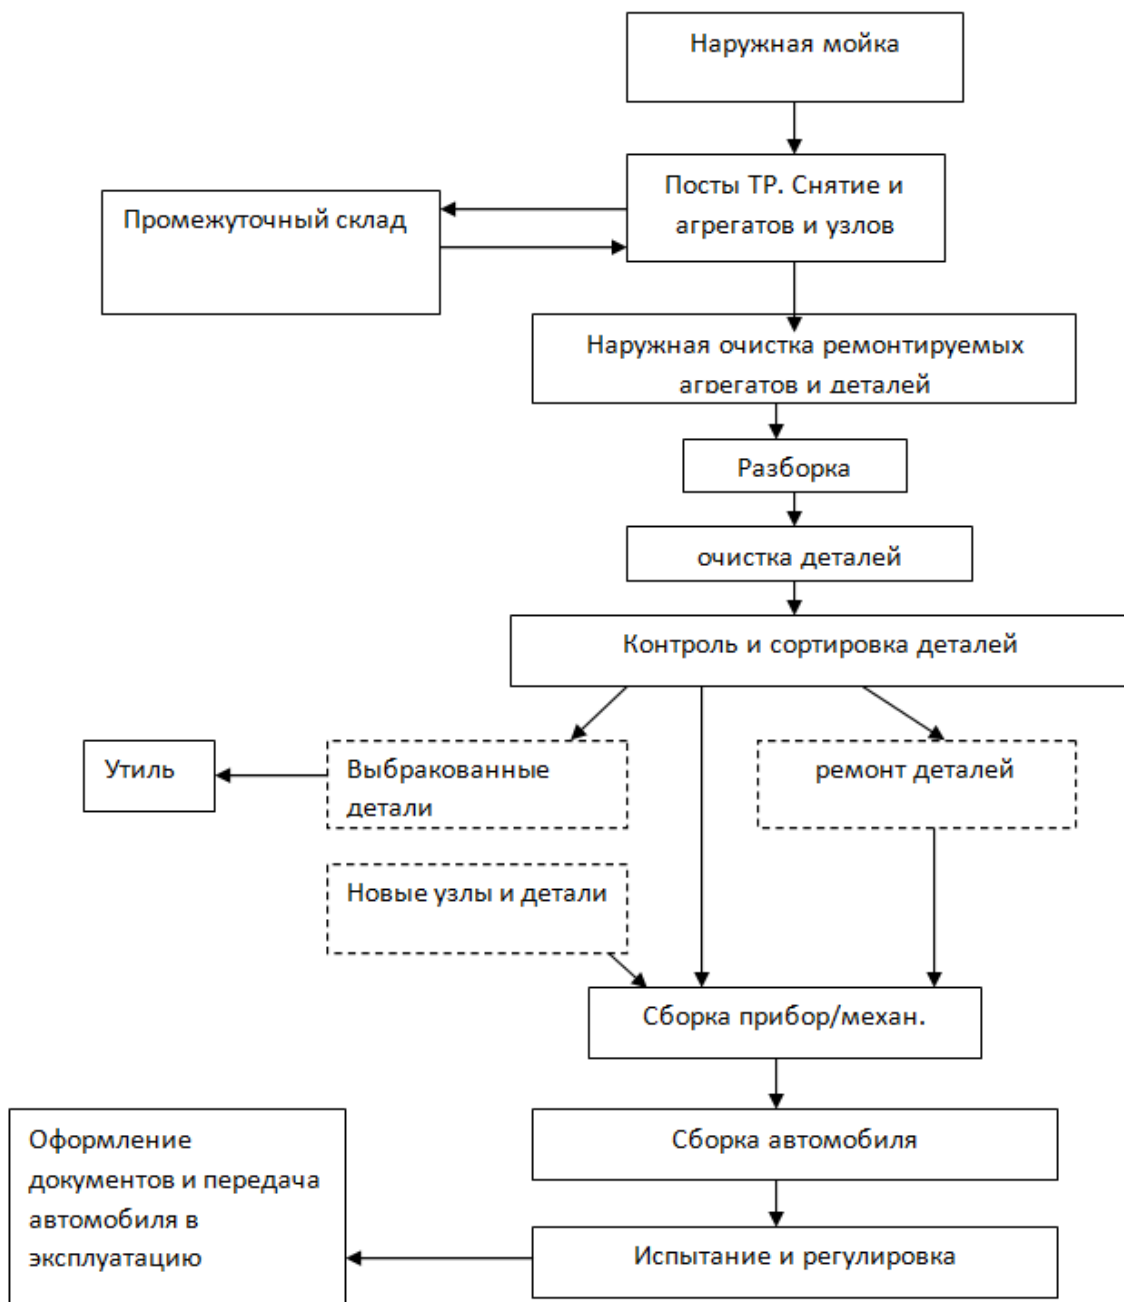 Наружная мойка
Посты ТР. Снятие и
агрегатов и узлов
Промежуточный склад
Наружная очистка ремонтируемых
агрегатов и деталей
Разборка
очистка деталей
Контроль и сортировка деталей
Утиль
Выбракованные
детали
ремонт деталей
Новые узлы и детали
Сборка прибор/механ.
Сборка автомобиля
Оформление
документов и передача
автомобиля в
эксплуатацию
Испытание и регулировка